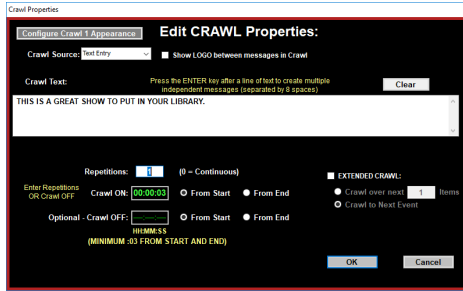 Crawl Properties
Configure Crawl 1 Appearance
Edit CRAWL Properties:
Crawl Source: Text Entry
Show LOGO between messages in Crawl
Crawl Text:
Press the ENTER key after a line of text to create multiple
independent messages (separated by 8 spaces)
Clear
THIS IS A GREAT SHOW TO PUT IN YOUR LIBRARY.
Repetitions: 1 (0 = Continuous)
EXTENDED CRAWL:
Enter Repetitions
OR Crawl OFF
Crawl ON: 00:00:03 From Start From End
Crawl over next 1 Items
Crawl to Next Event
Optional - Crawl OFF: --:--:-- From Start From End
HH:MM:SS
(MINIMUM :03 FROM START AND END)
OK Cancel